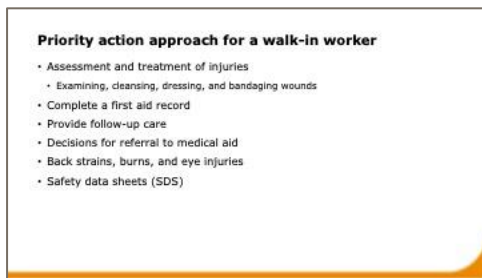 Priority action approach for a walk-in worker
• Assessment and treatment of injuries
• Examining, cleansing, dressing, and bandaging wounds
• Complete a first aid record
• Provide follow-up care
• Decisions for referral to medical aid
• Back strains, burns, and eye injuries
• Safety data sheets (SDS)